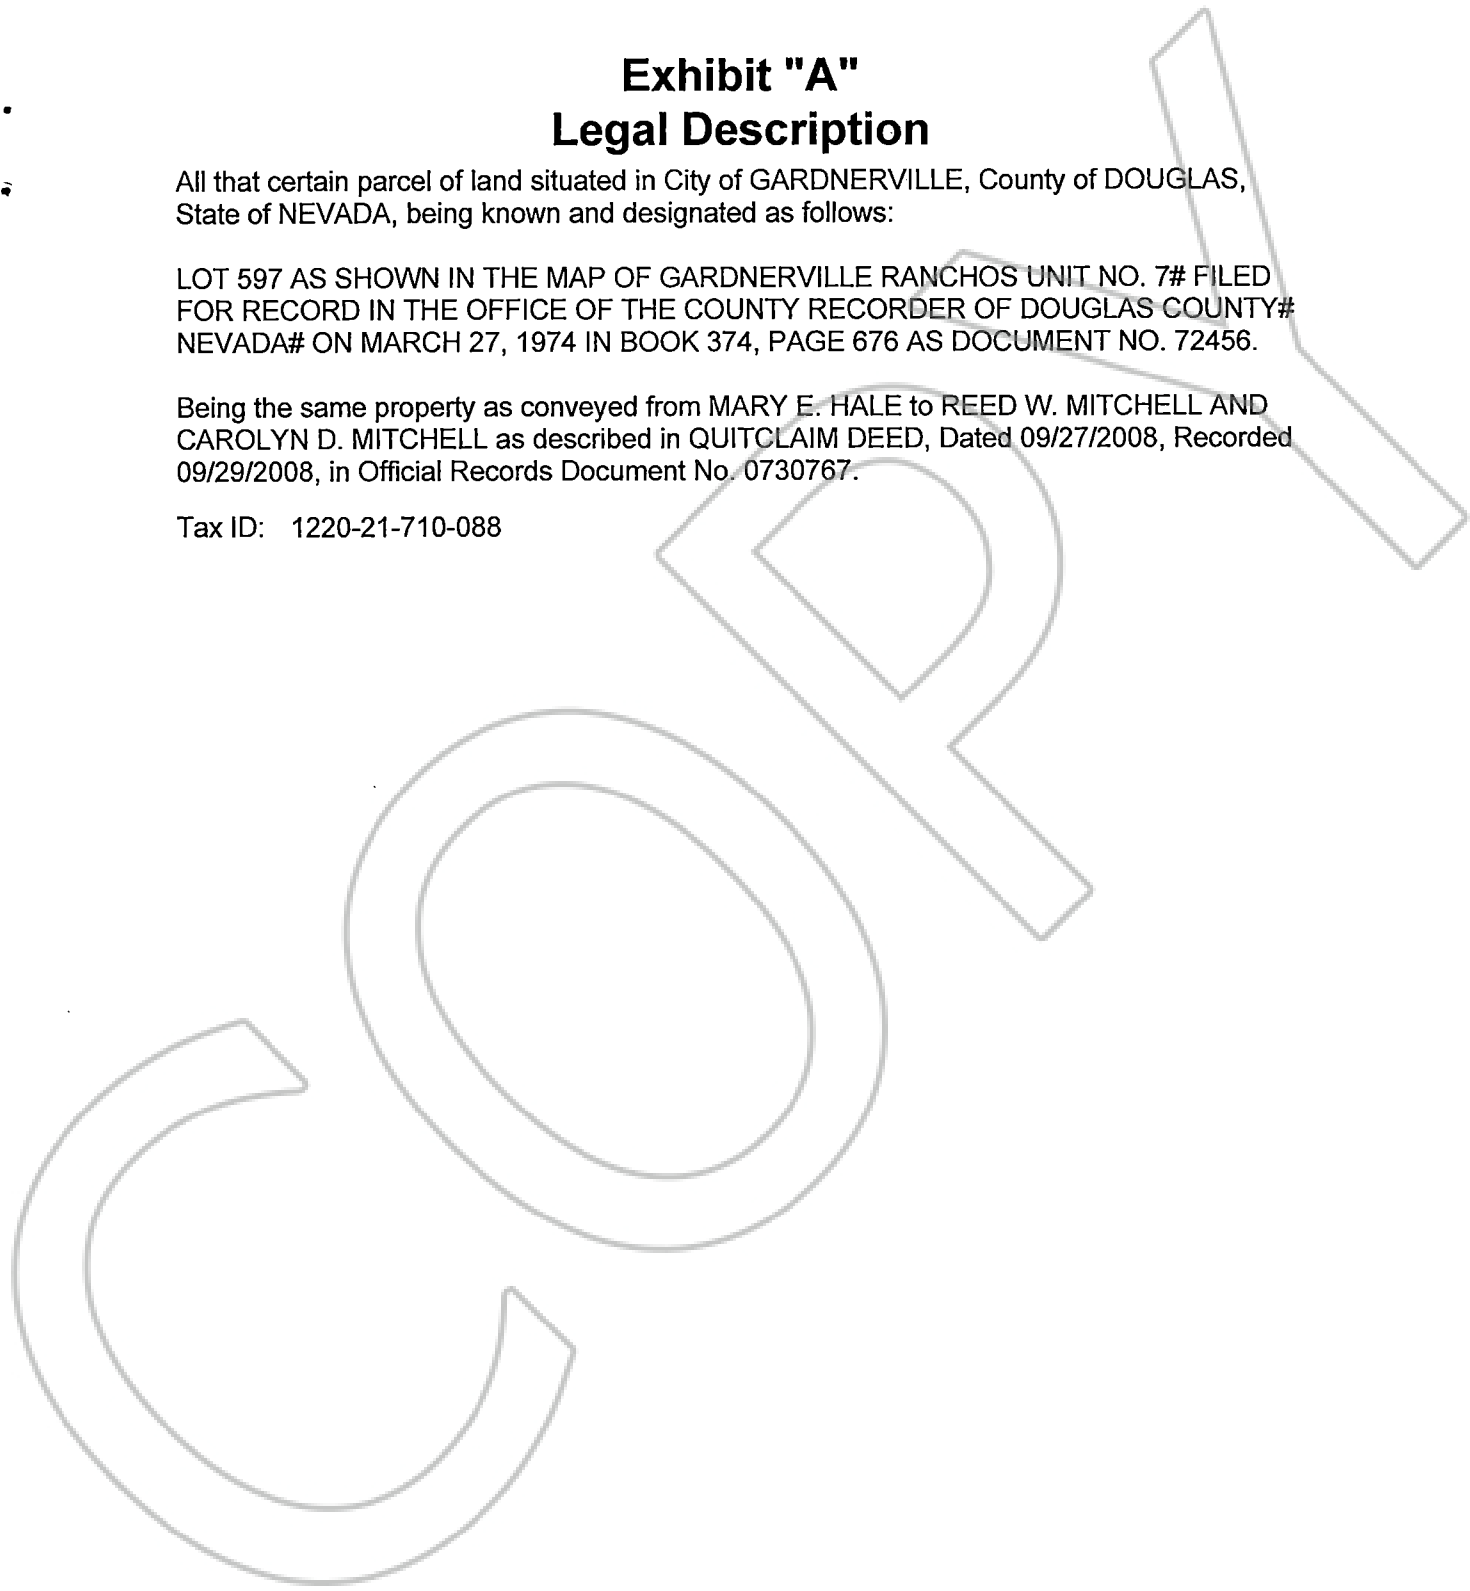 Exhibit "A"
Legal Description
All that certain parcel of land situated in City of GARDNERVILLE, County of DOUGLAS,
State of NEVADA, being known and designated as follows:
LOT 597 AS SHOWN IN THE MAP OF GARDNERVILLE RANCHOS UNIT NO. 7# FILED
FOR RECORD IN THE OFFICE OF THE COUNTY RECORDER OF DOUGLAS COUNTY#
NEVADA# ON MARCH 27, 1974 IN BOOK 374, PAGE 676 AS DOCUMENT NO. 72456.
Being the same property as conveyed from MARY E. HALE to REED W. MITCHELL AND
CAROLYN D. MITCHELL as described in QUITCLAIM DEED, Dated 09/27/2008, Recorded
09/29/2008, in Official Records Document No. 0730767.
Tax ID: 1220-21-710-088
COPY